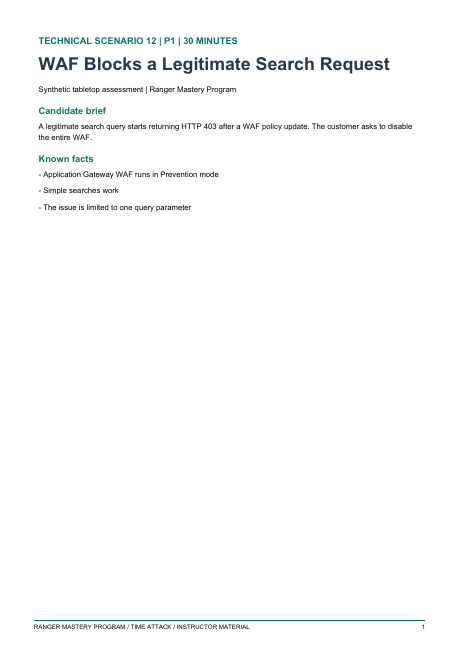 TECHNICAL SCENARIO 12 | P1 | 30 MINUTES
WAF Blocks a Legitimate Search Request
Synthetic tabletop assessment | Ranger Mastery Program
Candidate brief
A legitimate search query starts returning HTTP 403 after a WAF policy update. The customer asks to disable
the entire WAF.
Known facts
- Application Gateway WAF runs in Prevention mode
- Simple searches work
- The issue is limited to one query parameter
RANGER MASTERY PROGRAM / TIME ATTACK / INSTRUCTOR MATERIAL 1